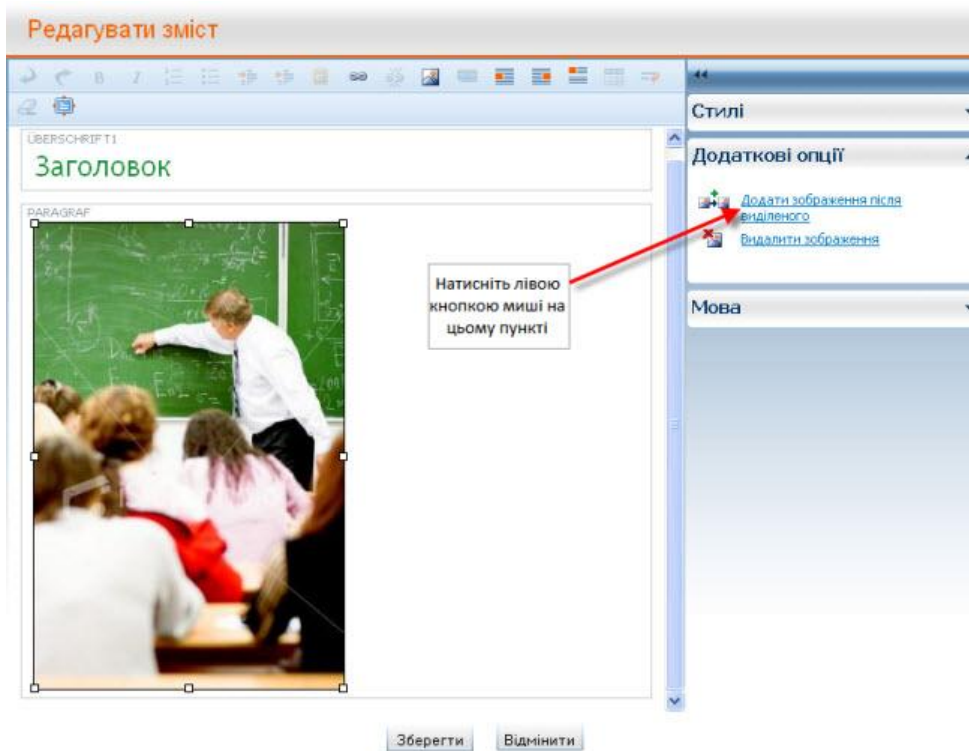 Редагувати зміст
ÜBERSCHRIFT1
Заголовок
PARAGRAF
Натисніть лівою
кнопкою миші на
цьому пункті
Стилі
Додаткові опції
Додати зображення після
виділеного
Видалити зображення
Мова
Зберегти
Відмінити